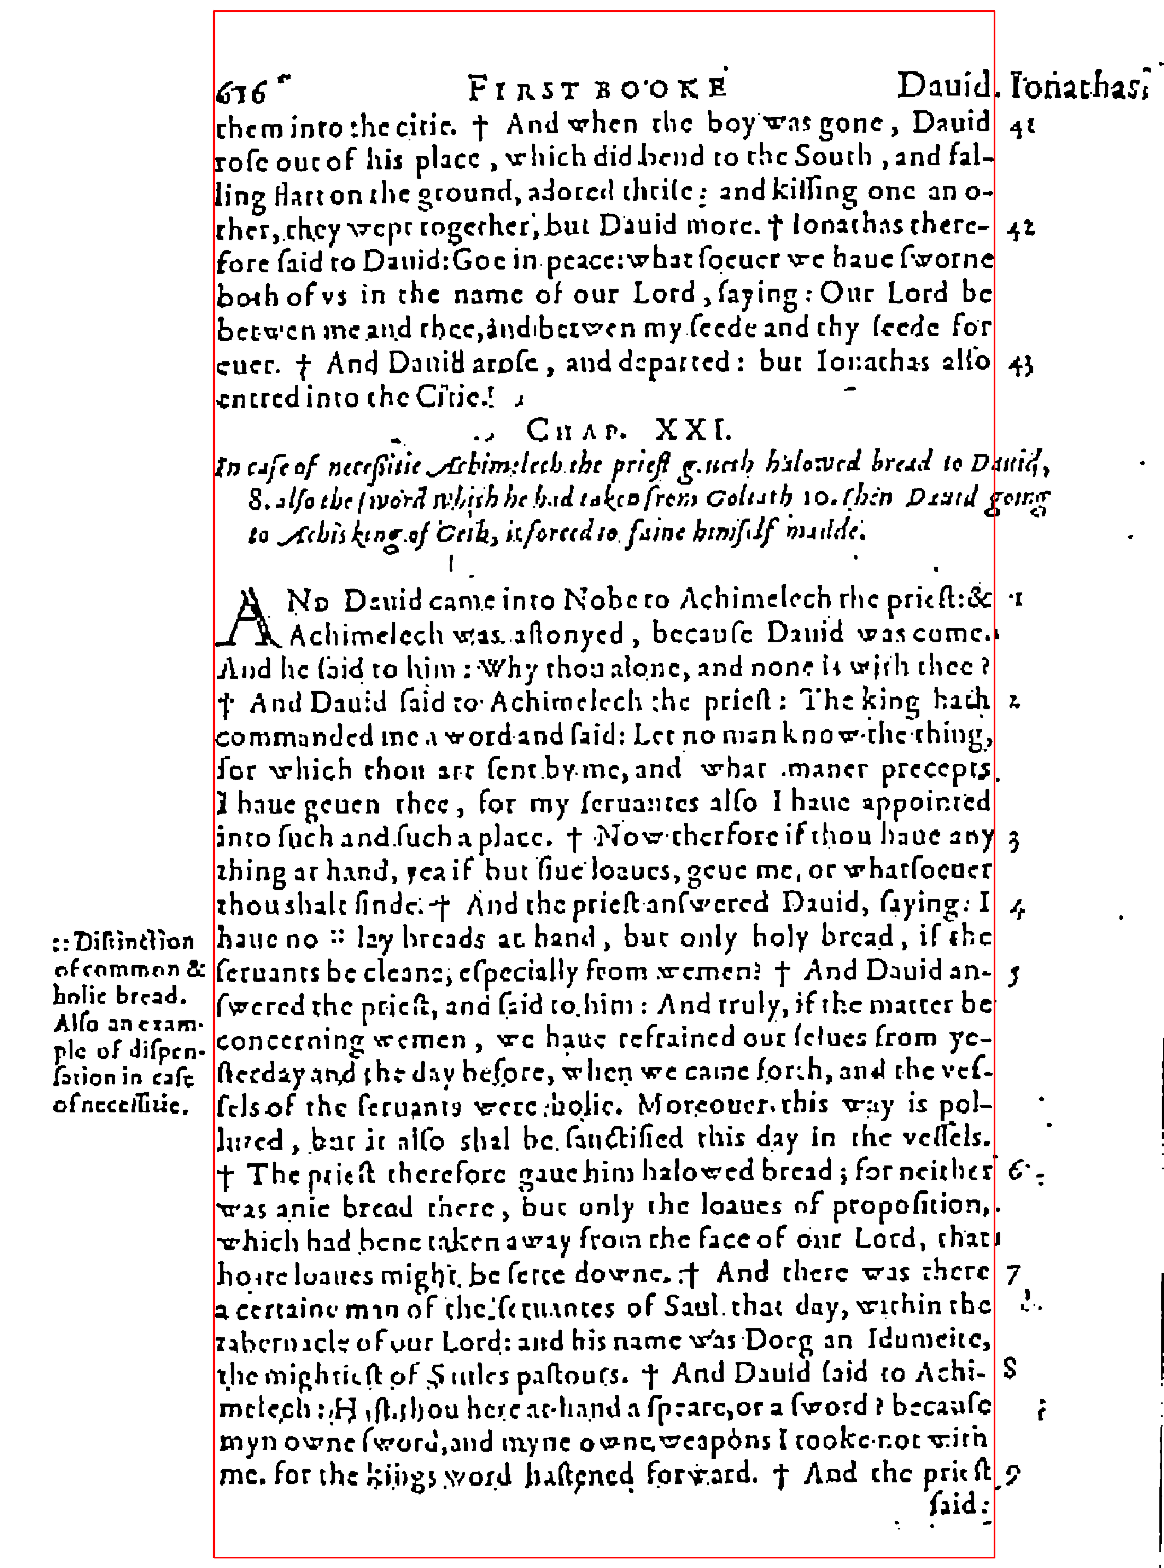 616 FIRST BOOKE Dauid. Ionathas.
them into the citie. † And when the boy was gone, Dauid 41
rose out of his place, which did bend to the South, and fal-
ling flatt on the ground, adored thrise: and kissing one an o-
ther, they wept together, but Dauid more. † Ionathas there- 42
fore said to Dauid: Goe in peace: what soeuer we haue sworne
both of vs in the name of our Lord, saying: Our Lord be
betwen me and thee, and betwen my seede and thy seede for
euer. † And Dauid arose, and departed: but Ionathas also 43
entred into the Citie.
CHAP. XXI.
In case of necessitie Achimelech the priest geueth halowed bread to Dauid,
8. also the sword which he had taken from Goliath 10. Then Dauid going
to Achis king of Geth, is forced to faine himself madde.
AND Dauid came into Nobe to Achimelech the priest: & 1
Achimelech was astonyed, because Dauid was come.
And he said to him: Why thou alone, and none is with thee?
† And Dauid said to Achimelech the priest: The king hath 2
commanded me a word and said: Let no man know the thing,
for which thou art sent by me, and what maner precepts
I haue geuen thee, for my seruantes also I haue appointed
into such and such a place. † Now therfore if thou haue any 3
thing at hand, yea if but fiue loaues, geue me, or whatsoeuer
thou shalt finde. † And the priest answered Dauid, saying: I 4
haue no :: lay breads at hand, but only holy bread, if the
seruants be cleane, especially from wemen? † And Dauid an- 5
swered the priest, and said to him: And truly, if the matter be
concerning wemen, we haue refrained our selues from ye-
sterday and the day before, when we came forth, and the ves-
sels of the seruants were holie. Moreouer this way is pol-
luted, but it also shal be sanctified this day in the vessels.
† The priest therefore gaue him halowed bread; for neither 6
was anie bread there, but only the loaues of proposition,
which had bene taken away from the face of our Lord, that
hotte loaues might be sette downe. † And there was there 7
a certaine man of the seruantes of Saul that day, within the
tabernacle of our Lord: and his name was Doeg an Idumeite,
the mightiest of Saules pastours. † And Dauid said to Achi- 8
melech: Hast thou here at hand a speare, or a sword? because
myn owne sword, and myne owne weapons I tooke not with
me. for the kings word hastened forward. † And the priest 9
said:
:: Distinction
of common &
holie bread.
Also an exam-
ple of dispen-
sation in case
of necessitie.